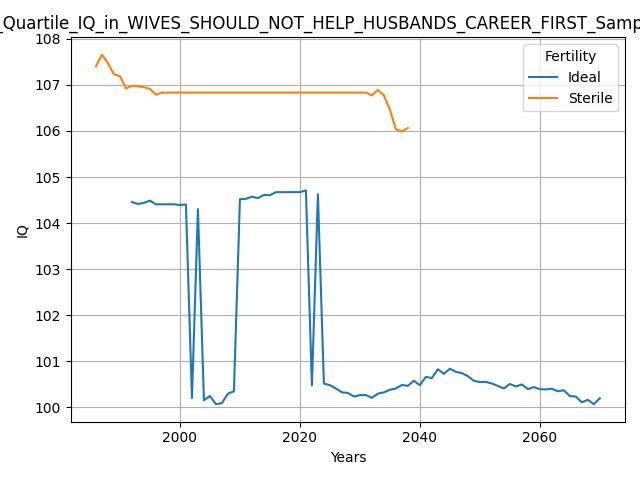 _Quartile_IQ_in_WIVES_SHOULD_NOT_HELP_HUSBANDS_CAREER_FIRST_Samp
108
107
106
105
104
103
102
101
100
IQ
Fertility
Ideal
Sterile
2000
2020
2040
2060
Years